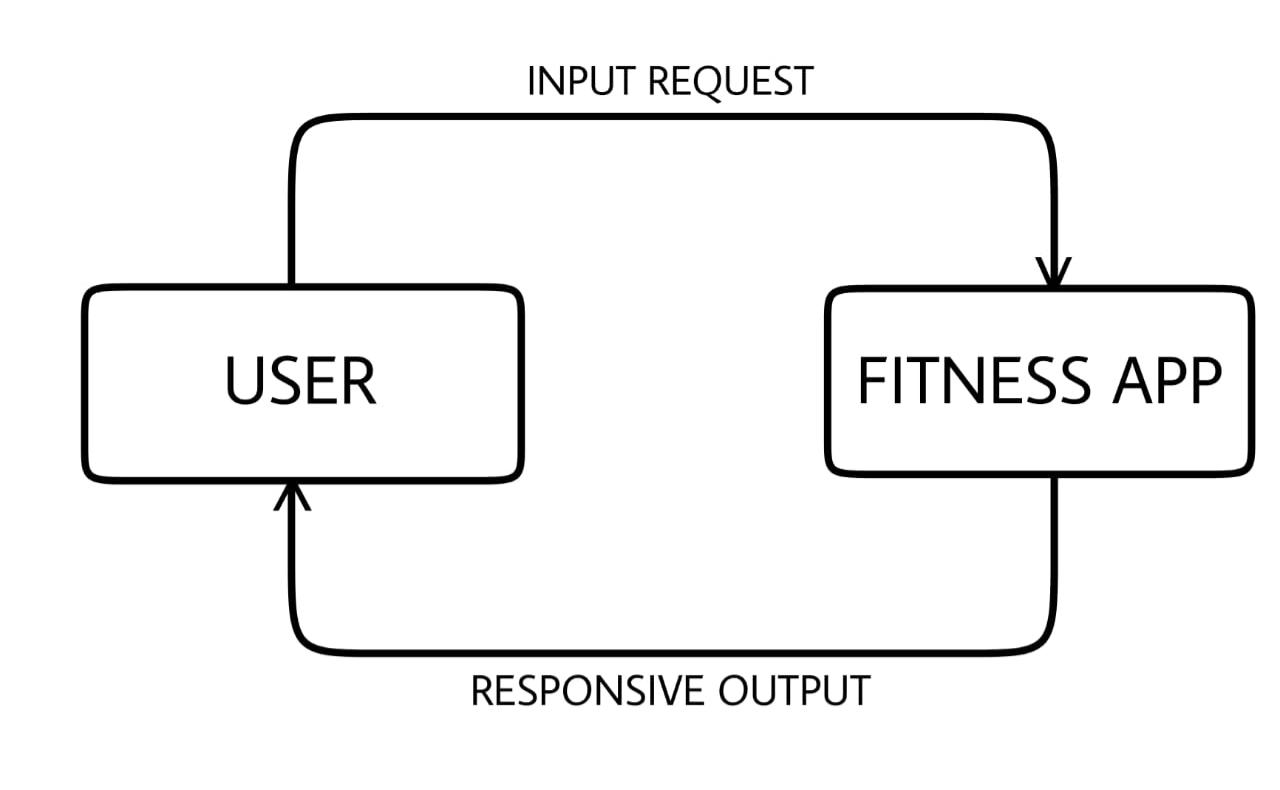 INPUT REQUEST
USER
FITNESS APP
RESPONSIVE OUTPUT